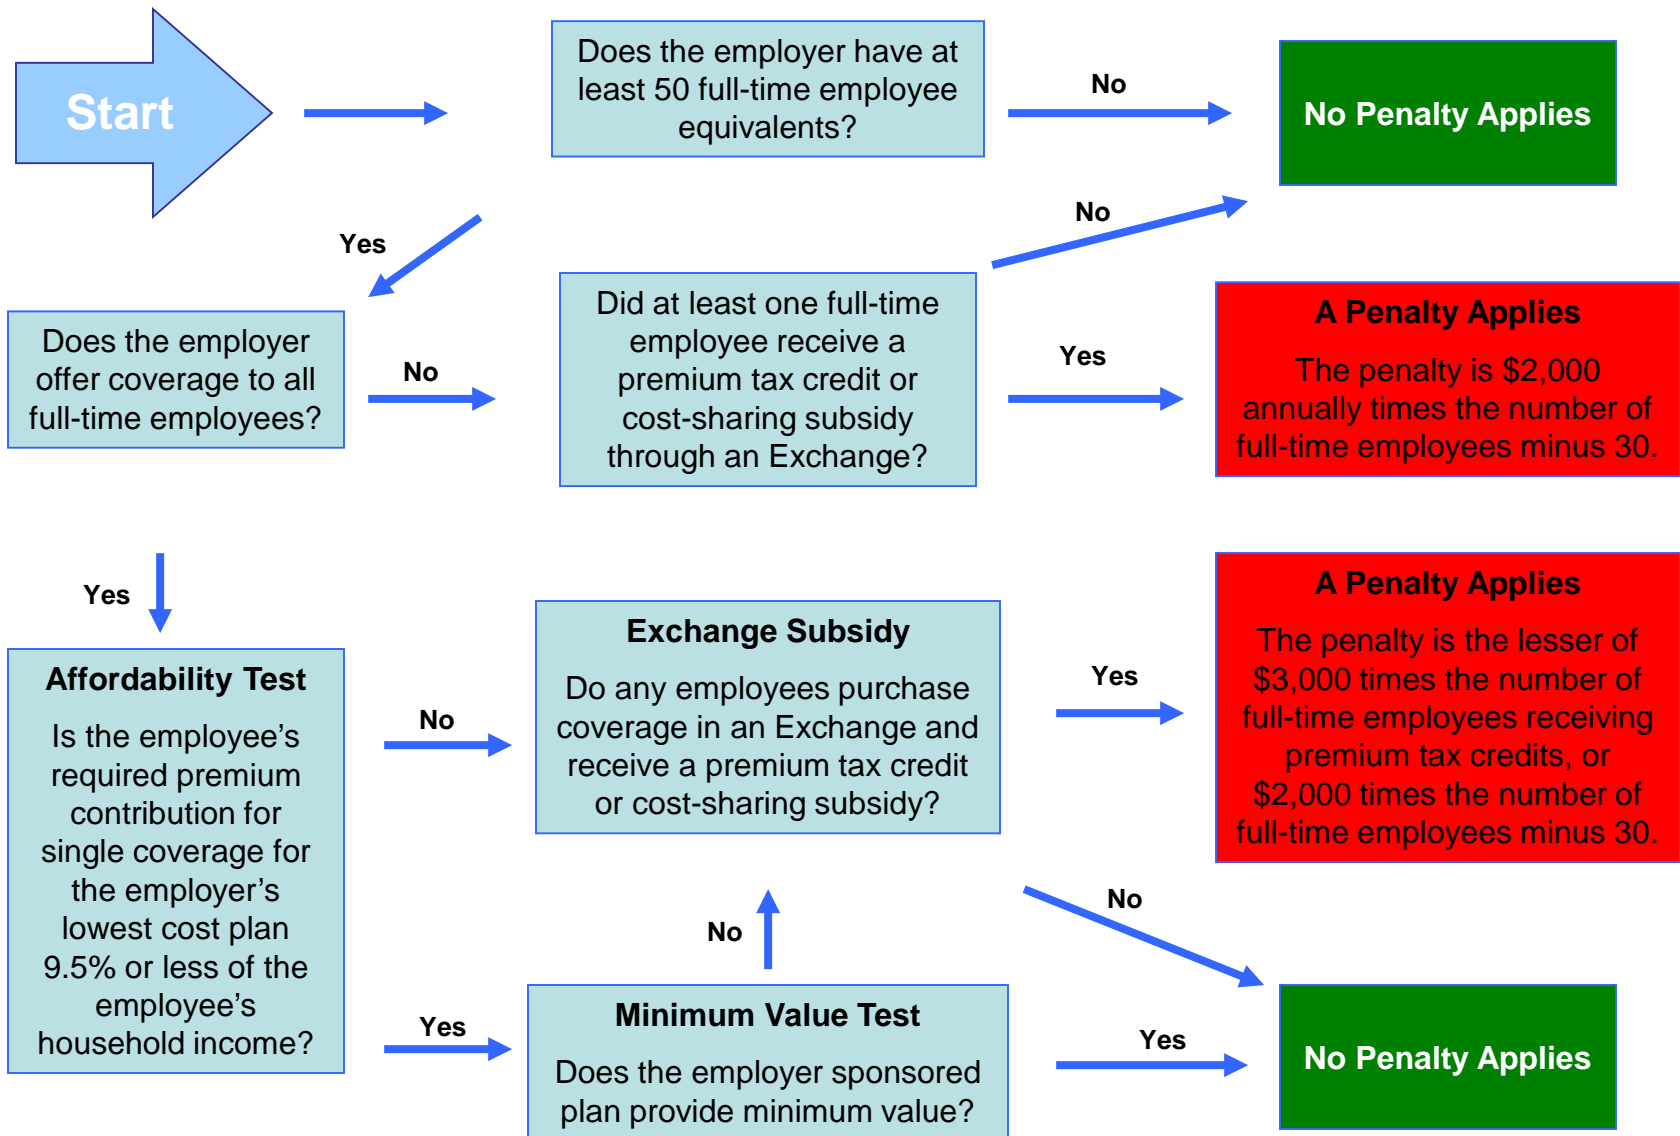 Start
Does the employer have at
least 50 full-time employee
equivalents?
No
No Penalty Applies
Yes
No
Does the employer
offer coverage to all
full-time employees?
No
Did at least one full-time
employee receive a
premium tax credit or
cost-sharing subsidy
through an Exchange?
Yes
A Penalty Applies
The penalty is $2,000
annually times the number of
full-time employees minus 30.
Yes
Affordability Test
Is the employee’s
required premium
contribution for
single coverage for
the employer’s
lowest cost plan
9.5% or less of the
employee’s
household income?
No
Exchange Subsidy
Do any employees purchase
coverage in an Exchange and
receive a premium tax credit
or cost-sharing subsidy?
Yes
A Penalty Applies
The penalty is the lesser of
$3,000 times the number of
full-time employees receiving
premium tax credits, or
$2,000 times the number of
full-time employees minus 30.
No
No
Yes
Minimum Value Test
Does the employer sponsored
plan provide minimum value?
Yes
No Penalty Applies